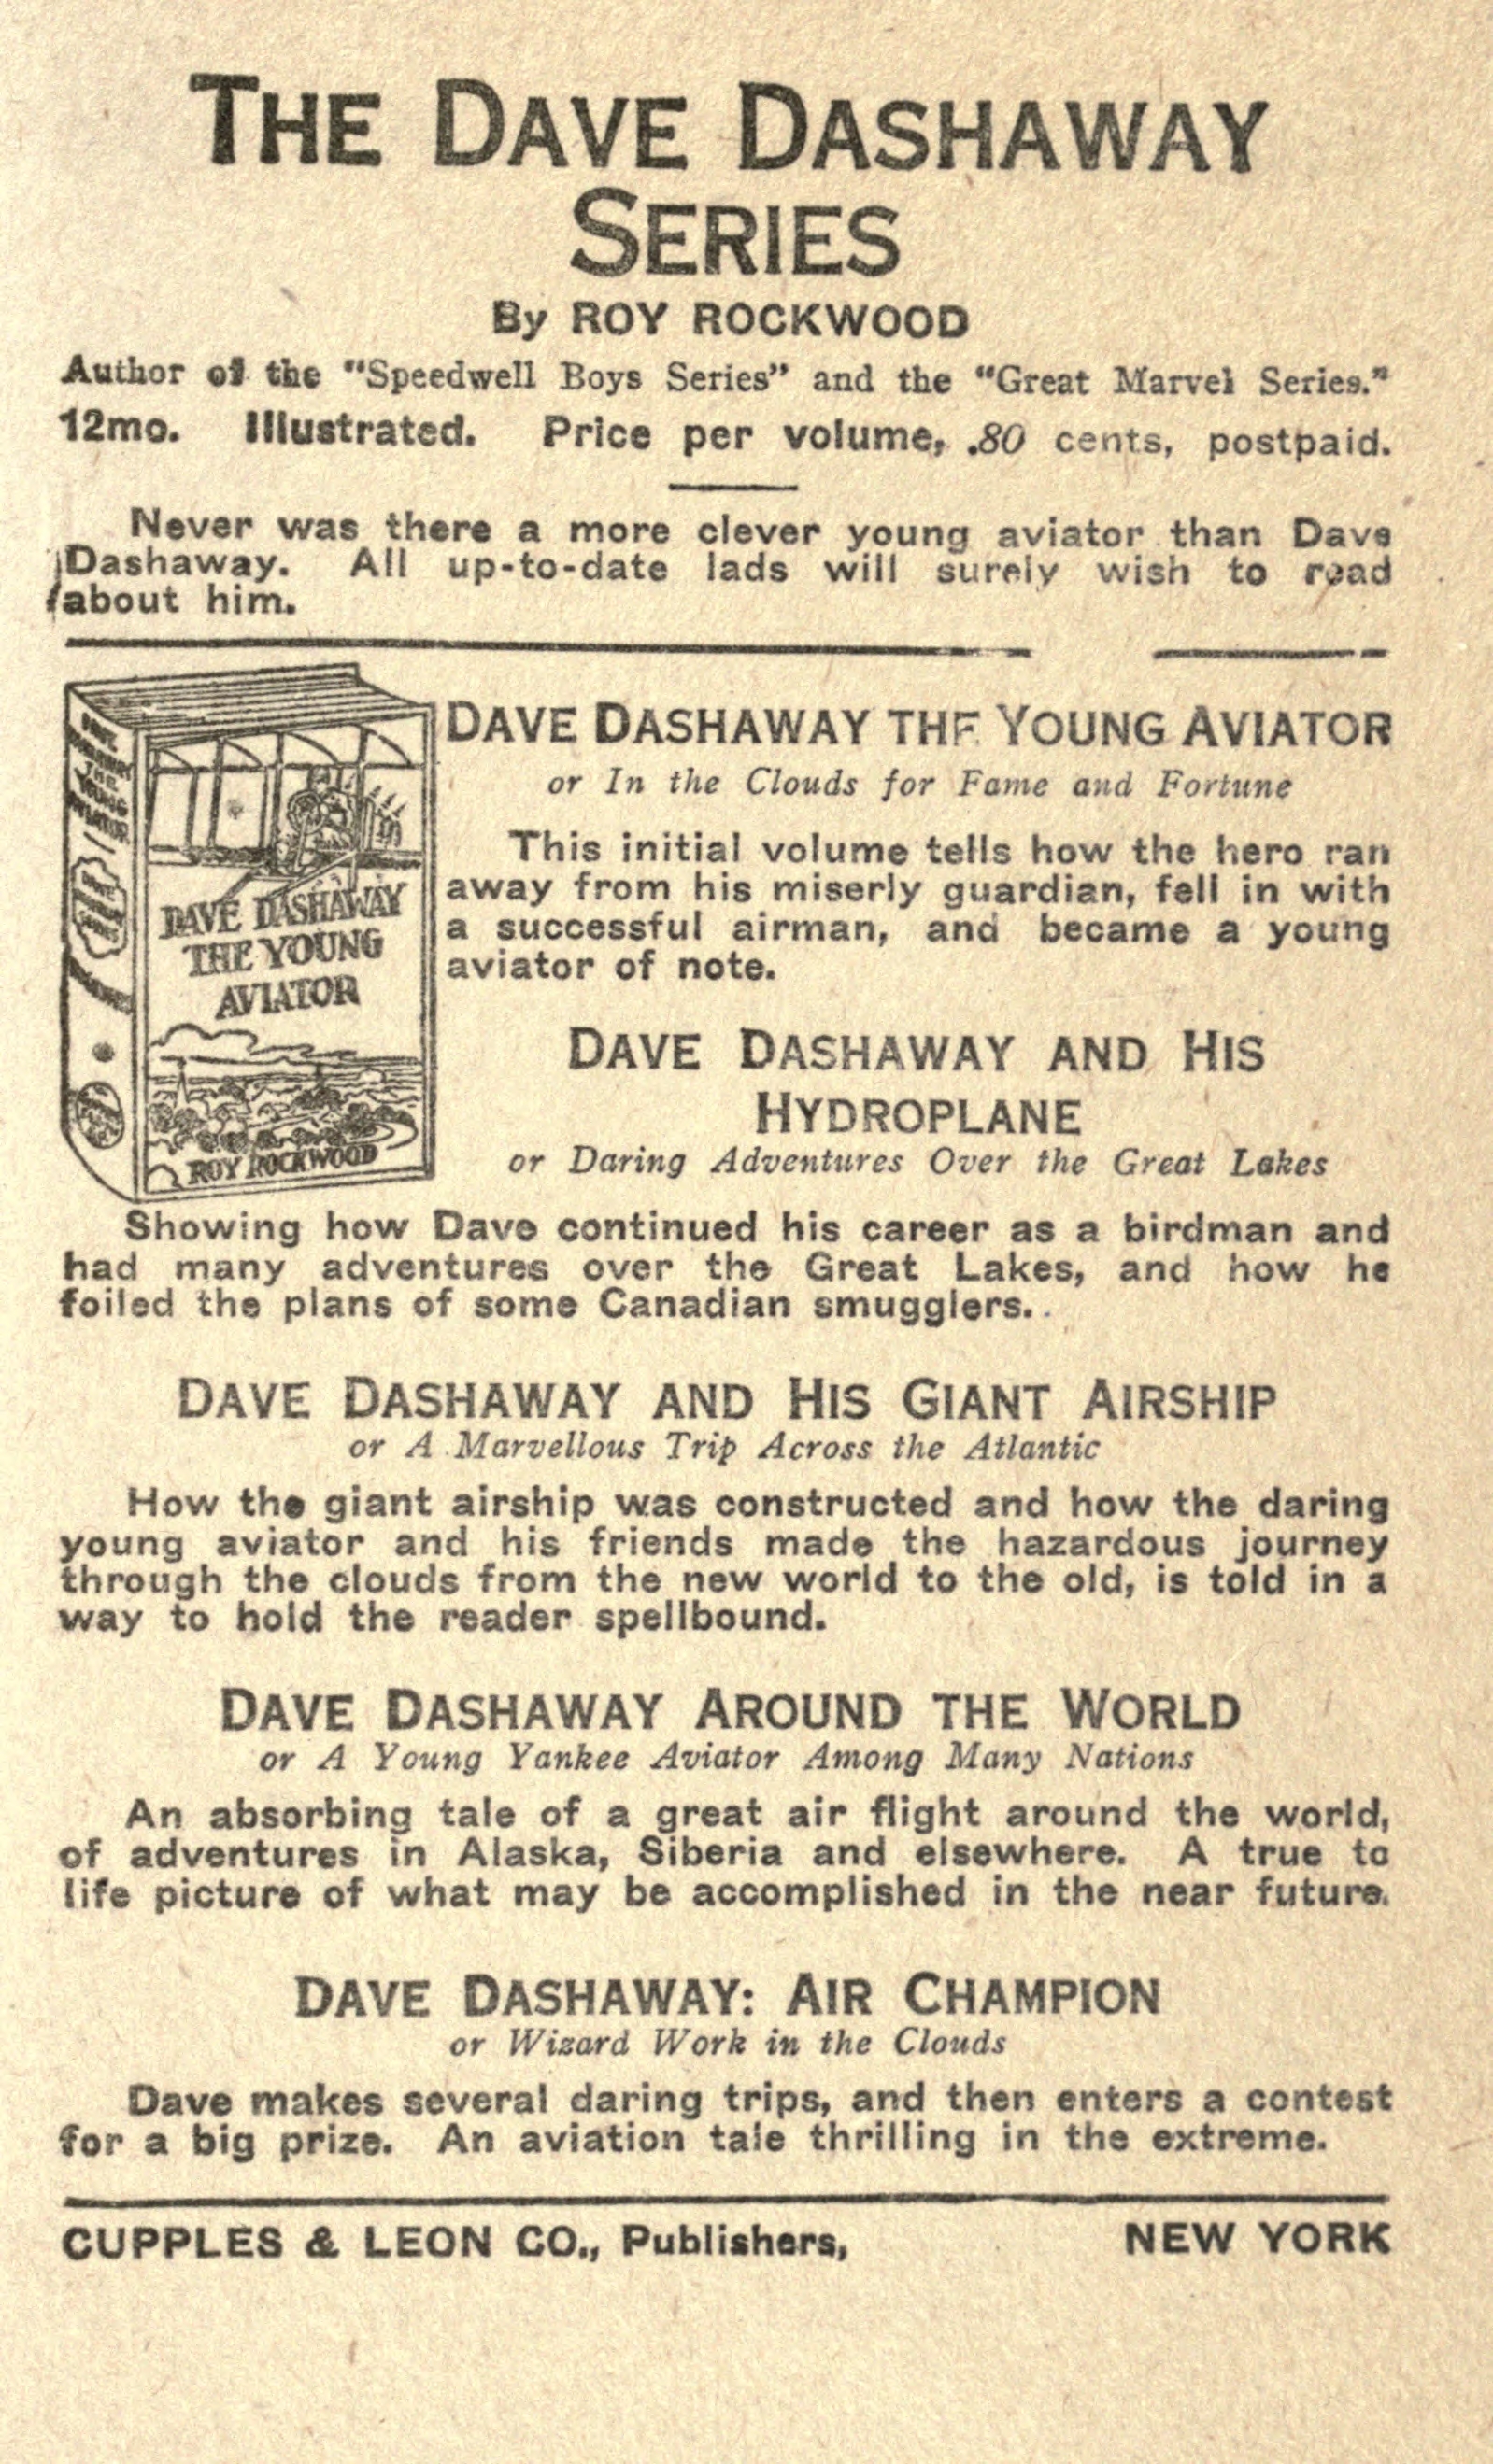 THE DAVE DASHAWAY
SERIES
By ROY ROCKWOOD
Author of the "Speedwell Boys Series" and the "Great Marvel Series."
12mo. Illustrated. Price per volume, .80 cents, postpaid.
Never was there a more clever young aviator than Dave
Dashaway. All up-to-date lads will surely wish to read
about him.
DAVE DASHAWAY
THE YOUNG
AVIATOR
ROY ROCKWOOD
DAVE DASHAWAY THE YOUNG AVIATOR
or In the Clouds for Fame and Fortune
This initial volume tells how the hero ran
away from his miserly guardian, fell in with
a successful airman, and became a young
aviator of note.
DAVE DASHAWAY AND HIS
HYDROPLANE
or Daring Adventures Over the Great Lakes
Showing how Dave continued his career as a birdman and
had many adventures over the Great Lakes, and how he
foiled the plans of some Canadian smugglers.
DAVE DASHAWAY AND HIS GIANT AIRSHIP
or A Marvellous Trip Across the Atlantic
How the giant airship was constructed and how the daring
young aviator and his friends made the hazardous journey
through the clouds from the new world to the old, is told in a
way to hold the reader spellbound.
DAVE DASHAWAY AROUND THE WORLD
or A Young Yankee Aviator Among Many Nations
An absorbing tale of a great air flight around the world,
of adventures in Alaska, Siberia and elsewhere. A true to
life picture of what may be accomplished in the near future.
DAVE DASHAWAY: AIR CHAMPION
or Wizard Work in the Clouds
Dave makes several daring trips, and then enters a contest
for a big prize. An aviation tale thrilling in the extreme.
CUPPLES & LEON CO., Publishers, NEW YORK